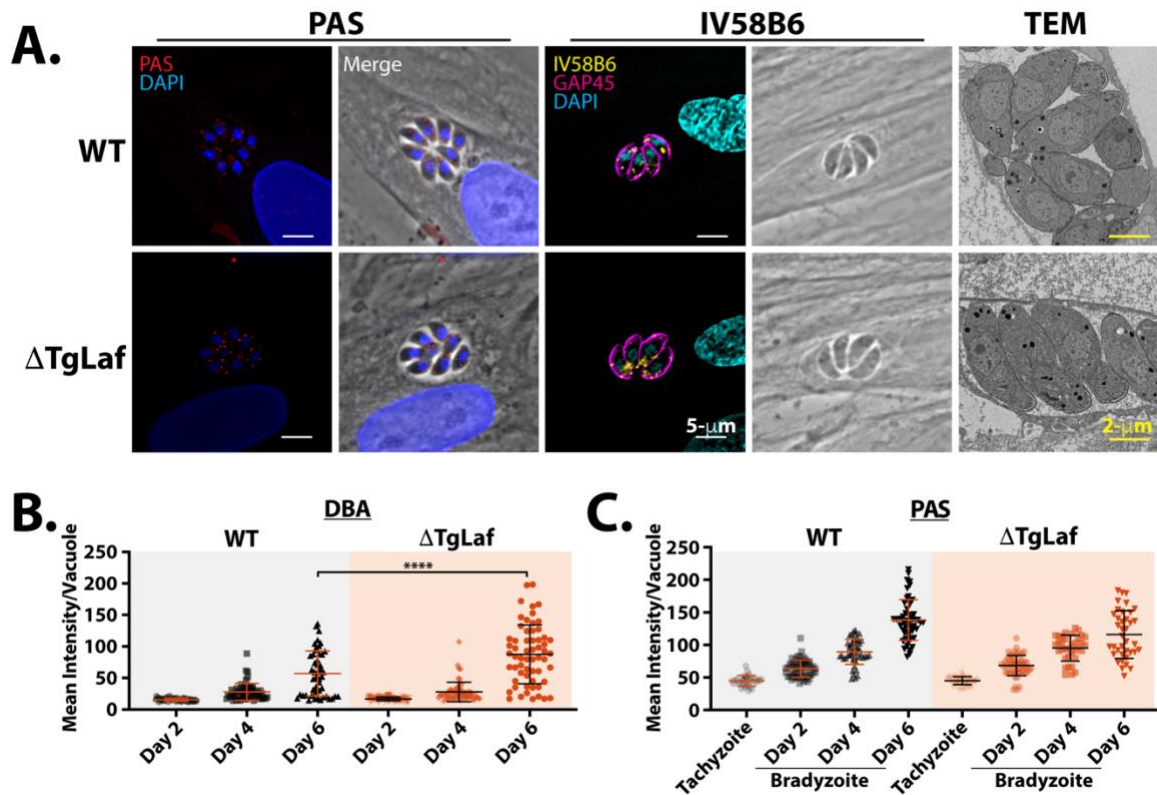 A.
PAS
IV58B6
TEM
WT
PAS
DAPI
Merge
IV58B6
GAP45
DAPI
ΔTgLaf
5-μm
2-μm
B.
DBA
WT
ΔTgLaf
****
Mean Intensity/Vacuole
250
200
150
100
50
0
Day 2
Day 4
Day 6
Day 2
Day 4
Day 6
C.
PAS
WT
ΔTgLaf
Mean Intensity/Vacuole
250
200
150
100
50
0
Tachyzoite
Day 2
Day 4
Day 6
Bradyzoite
Tachyzoite
Day 2
Day 4
Day 6
Bradyzoite